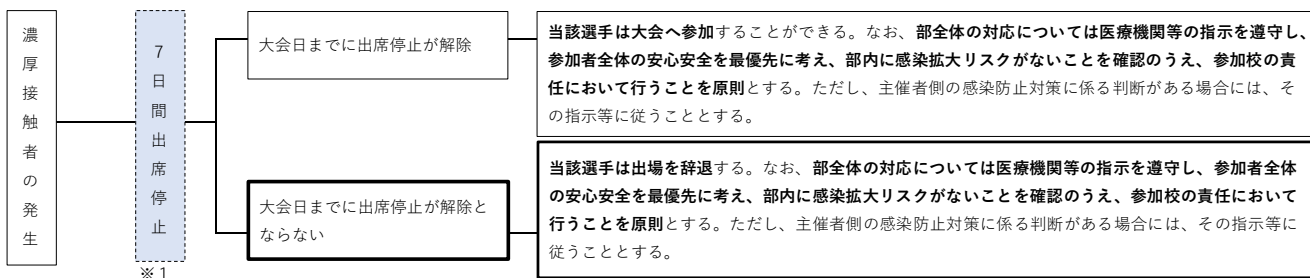 濃厚接触者の発生
7日間出席停止
※1
大会日までに出席停止が解除
当該選手は大会へ参加することができる。なお、部全体の対応については医療機関等の指示を遵守し、
参加者全体の安心安全を最優先に考え、部内に感染拡大リスクがないことを確認のうえ、参加校の責
任において行うことを原則とする。ただし、主催者側の感染防止対策に係る判断がある場合には、そ
の指示等に従うこととする。
大会日までに出席停止が解除と
ならない
当該選手は出場を辞退する。なお、部全体の対応については医療機関等の指示を遵守し、参加者全体
の安心安全を最優先に考え、部内に感染拡大リスクがないことを確認のうえ、参加校の責任において
行うことを原則とする。ただし、主催者側の感染防止対策に係る判断がある場合には、その指示等に
従うこととする。